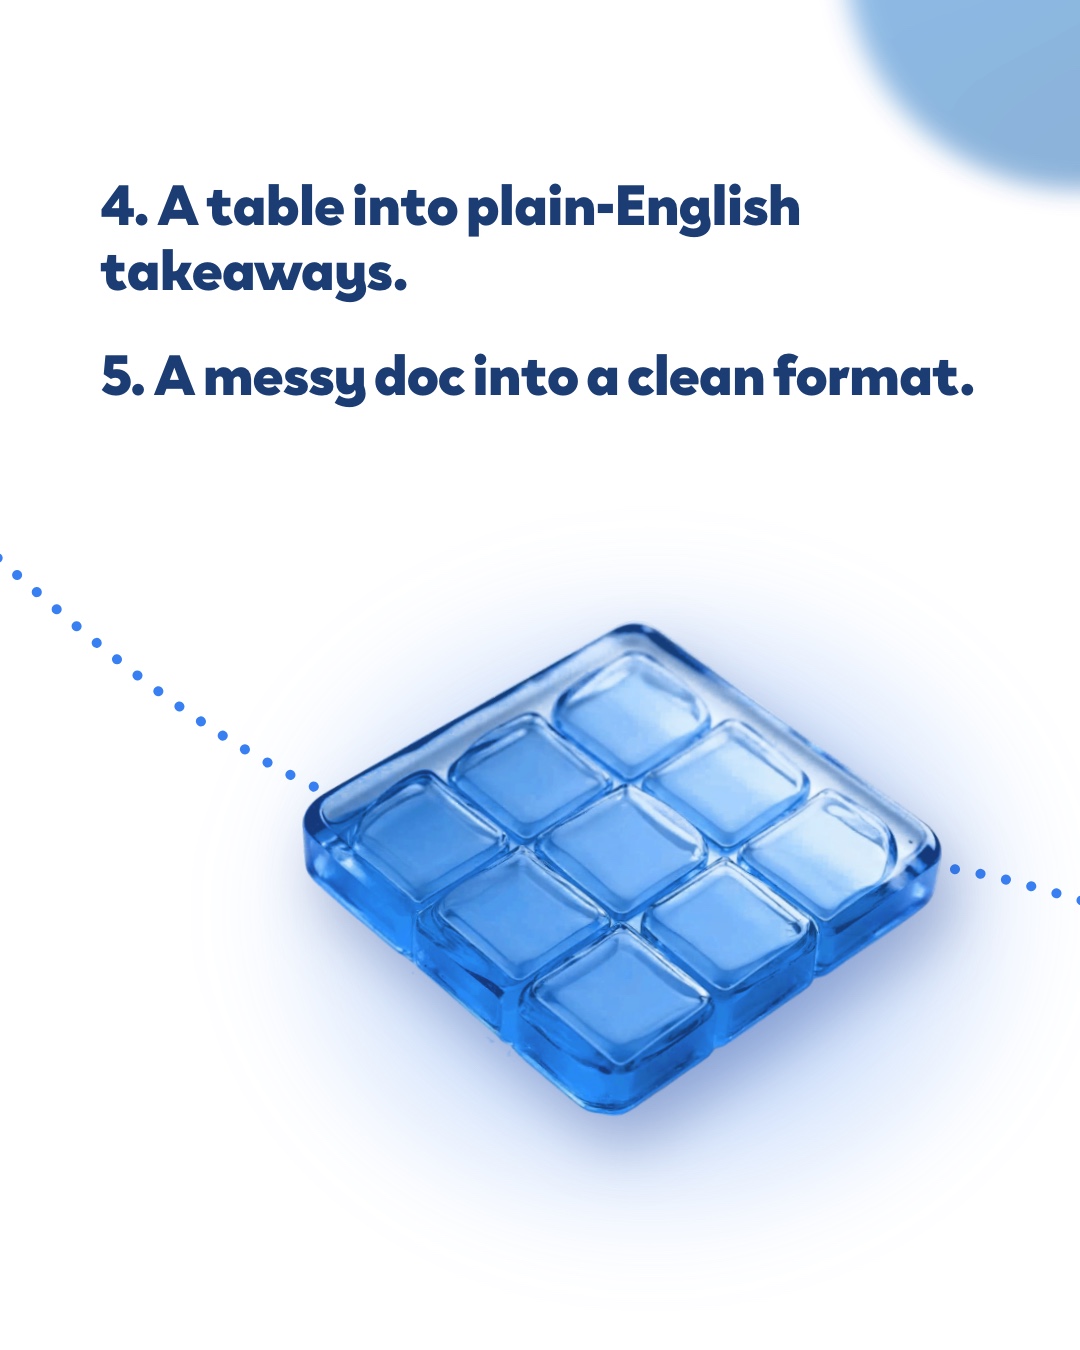 4. A table into plain-English
takeaways.
5. A messy doc into a clean format.